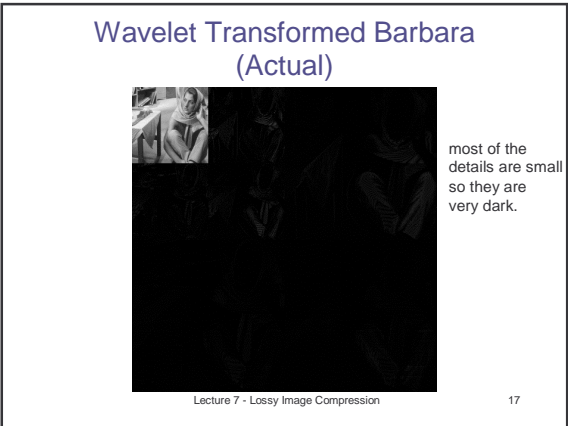 Wavelet Transformed Barbara
(Actual)
most of the
details are small
so they are
very dark.
Lecture 7 - Lossy Image Compression
17